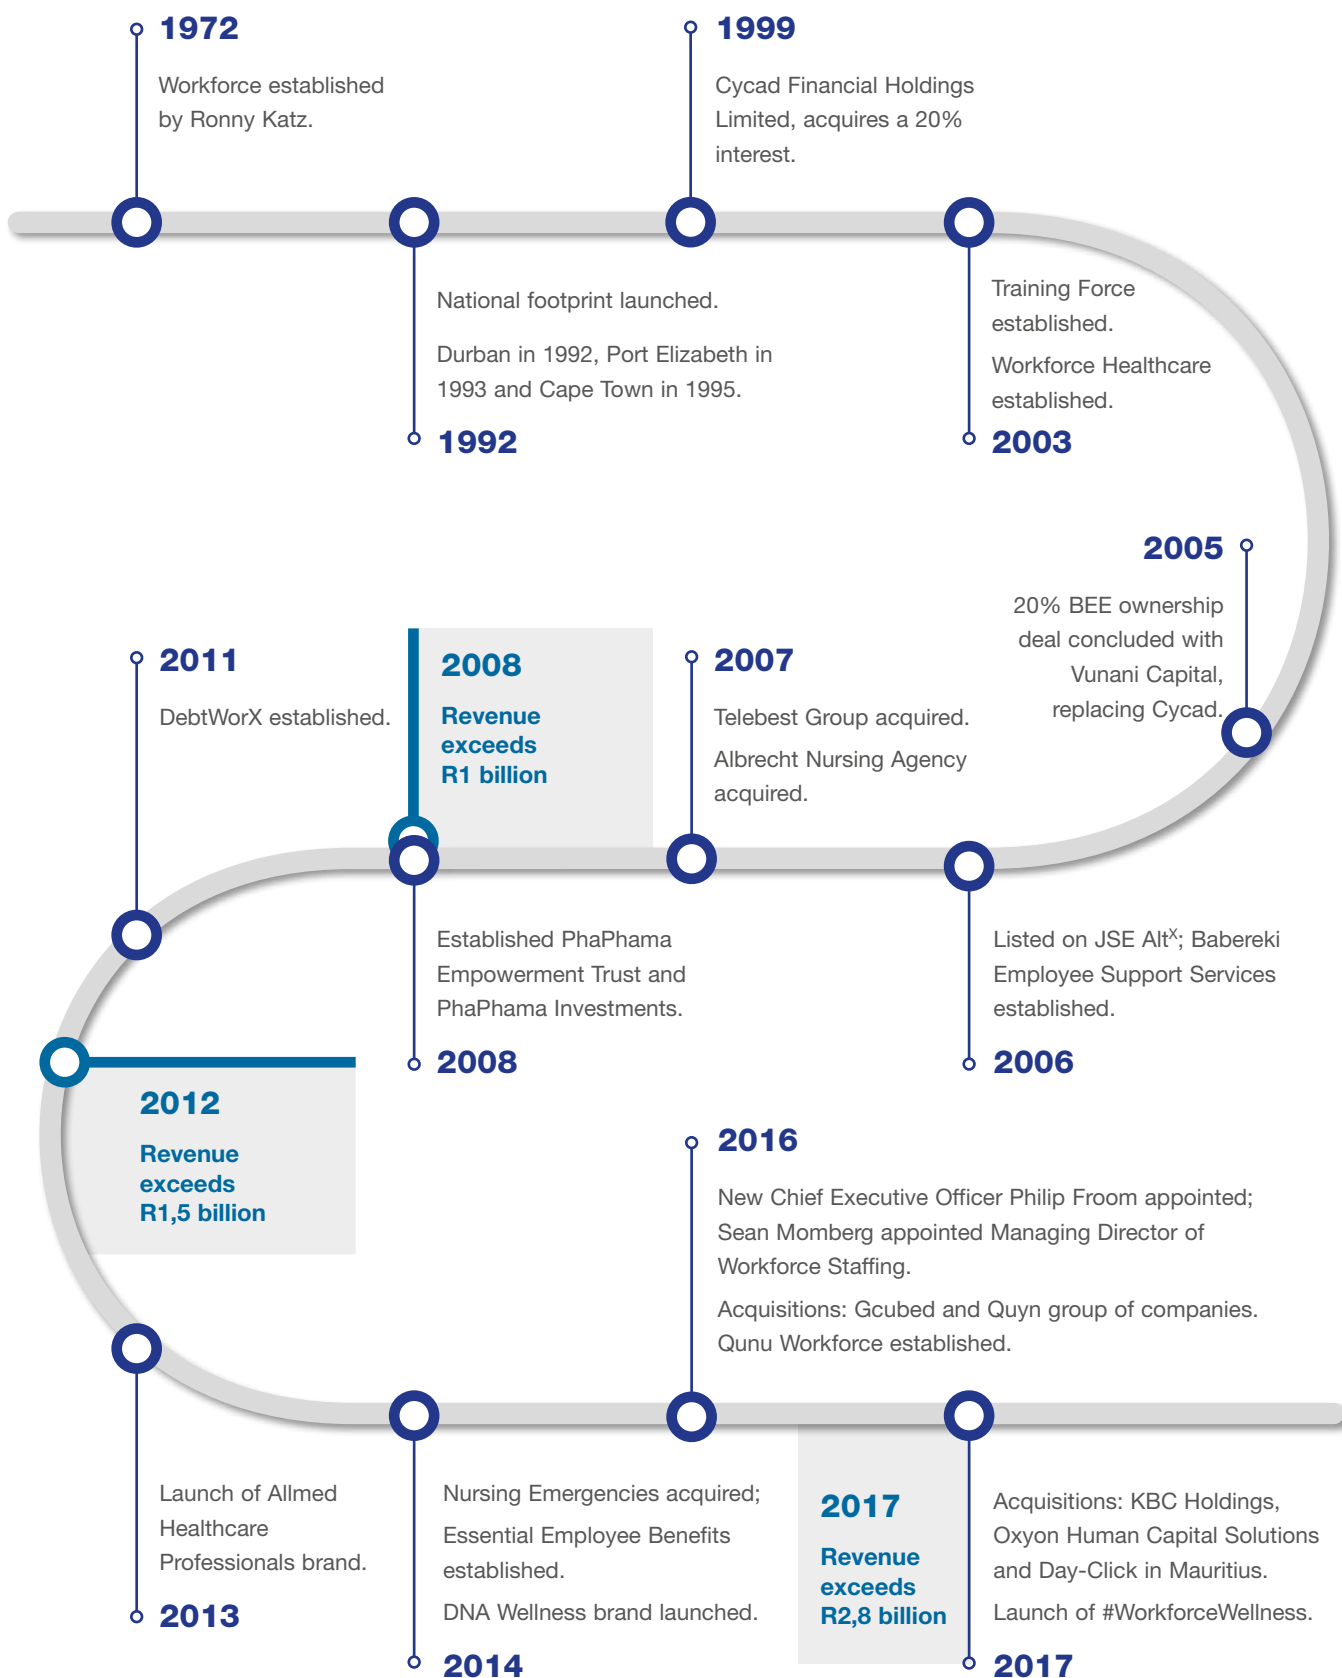 1972
Workforce established
by Ronny Katz.
1999
Cycad Financial Holdings
Limited, acquires a 20%
interest.
National footprint launched.
Durban in 1992, Port Elizabeth in
1993 and Cape Town in 1995.
1992
Training Force
established.
Workforce Healthcare
established.
2003
2005
20% BEE ownership
deal concluded with
Vunani Capital,
replacing Cycad.
2011
DebtWorX established.
2008
Revenue
exceeds
R1 billion
2007
Telebest Group acquired.
Albrecht Nursing Agency
acquired.
Established PhaPhama
Empowerment Trust and
PhaPhama Investments.
2008
Listed on JSE AltX; Babereki
Employee Support Services
established.
2006
2012
Revenue
exceeds
R1,5 billion
2016
New Chief Executive Officer Philip Froom appointed;
Sean Momberg appointed Managing Director of
Workforce Staffing.
Acquisitions: Gcubed and Quyn group of companies.
Qunu Workforce established.
Launch of Allmed
Healthcare
Professionals brand.
2013
Nursing Emergencies acquired;
Essential Employee Benefits
established.
DNA Wellness brand launched.
2014
2017
Revenue
exceeds
R2,8 billion
Acquisitions: KBC Holdings,
Oxyon Human Capital Solutions
and Day-Click in Mauritius.
Launch of #WorkforceWellness.
2017